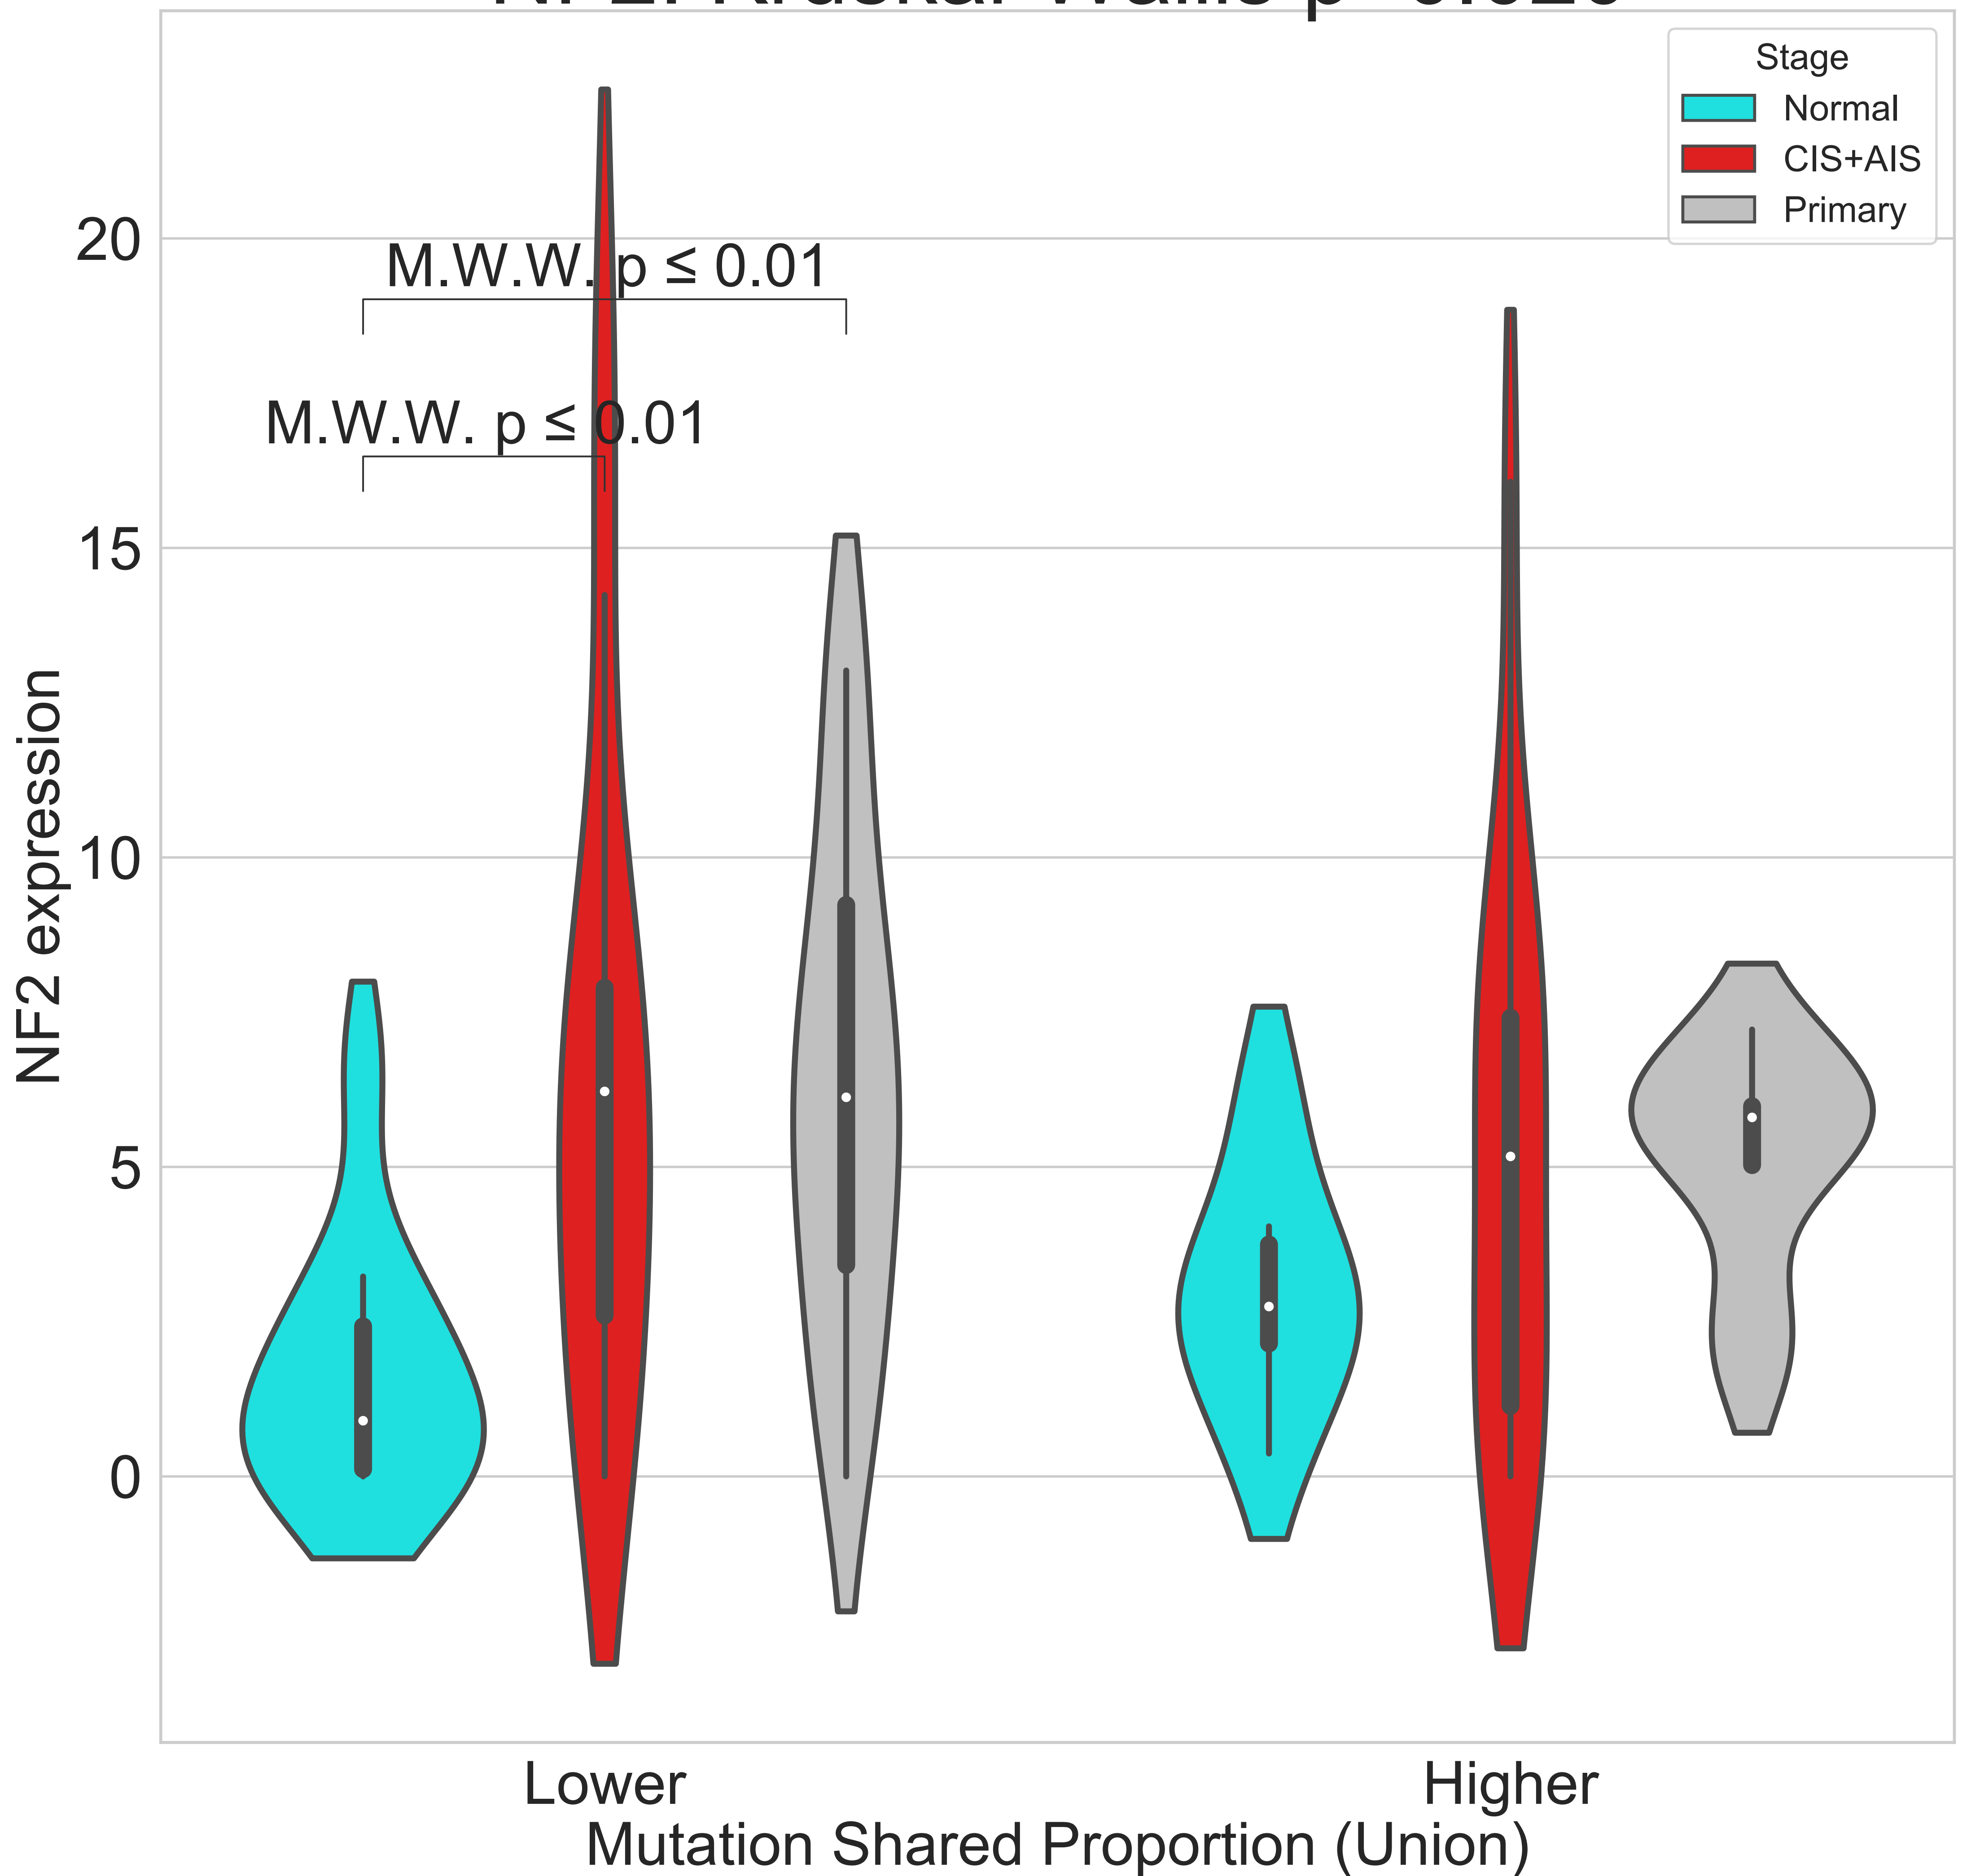 Stage
Normal
CIS+AIS
Primary
M.W.W. p ≤ 0.01
M.W.W. p ≤ 0.01
20
15
10
5
0
NF2 expression
Lower
Higher
Mutation Shared Proportion (Union)